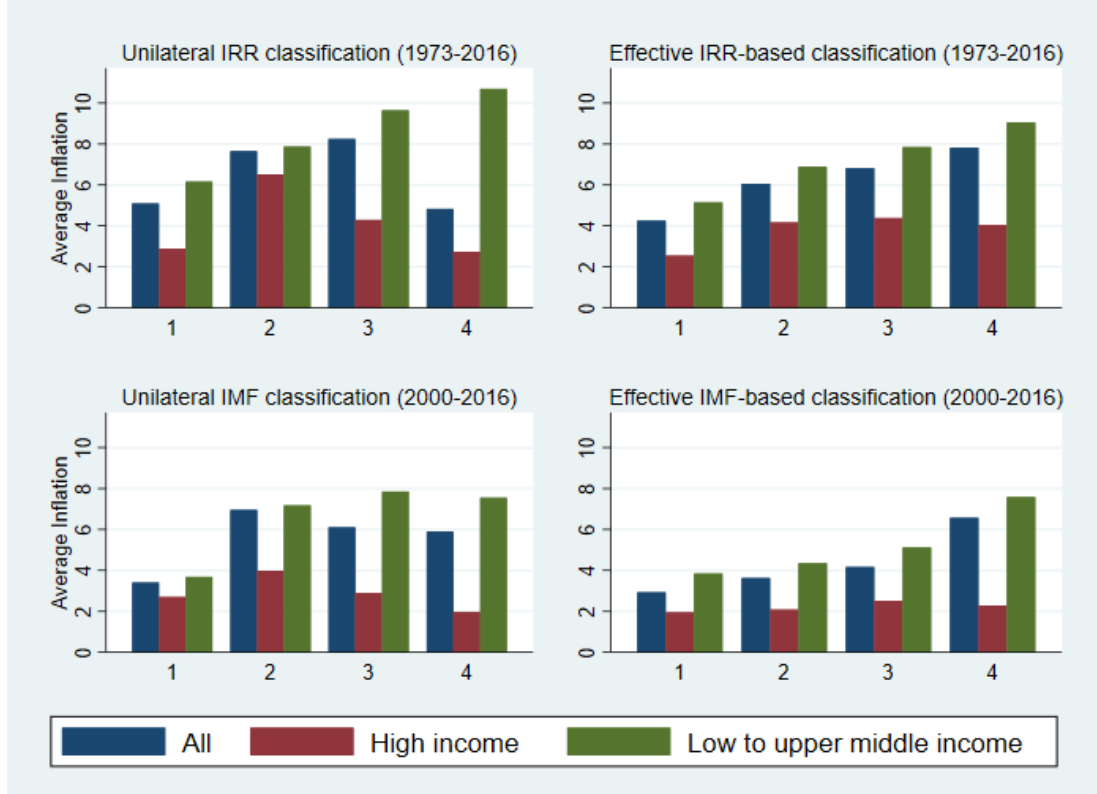 Unilateral IRR classification (1973-2016)
Average Inflation
10
8
6
4
2
0
1 2 3 4
Effective IRR-based classification (1973-2016)
10
8
6
4
2
0
1 2 3 4
Unilateral IMF classification (2000-2016)
Average Inflation
10
8
6
4
2
0
1 2 3 4
Effective IMF-based classification (2000-2016)
10
8
6
4
2
0
1 2 3 4
All High income Low to upper middle income